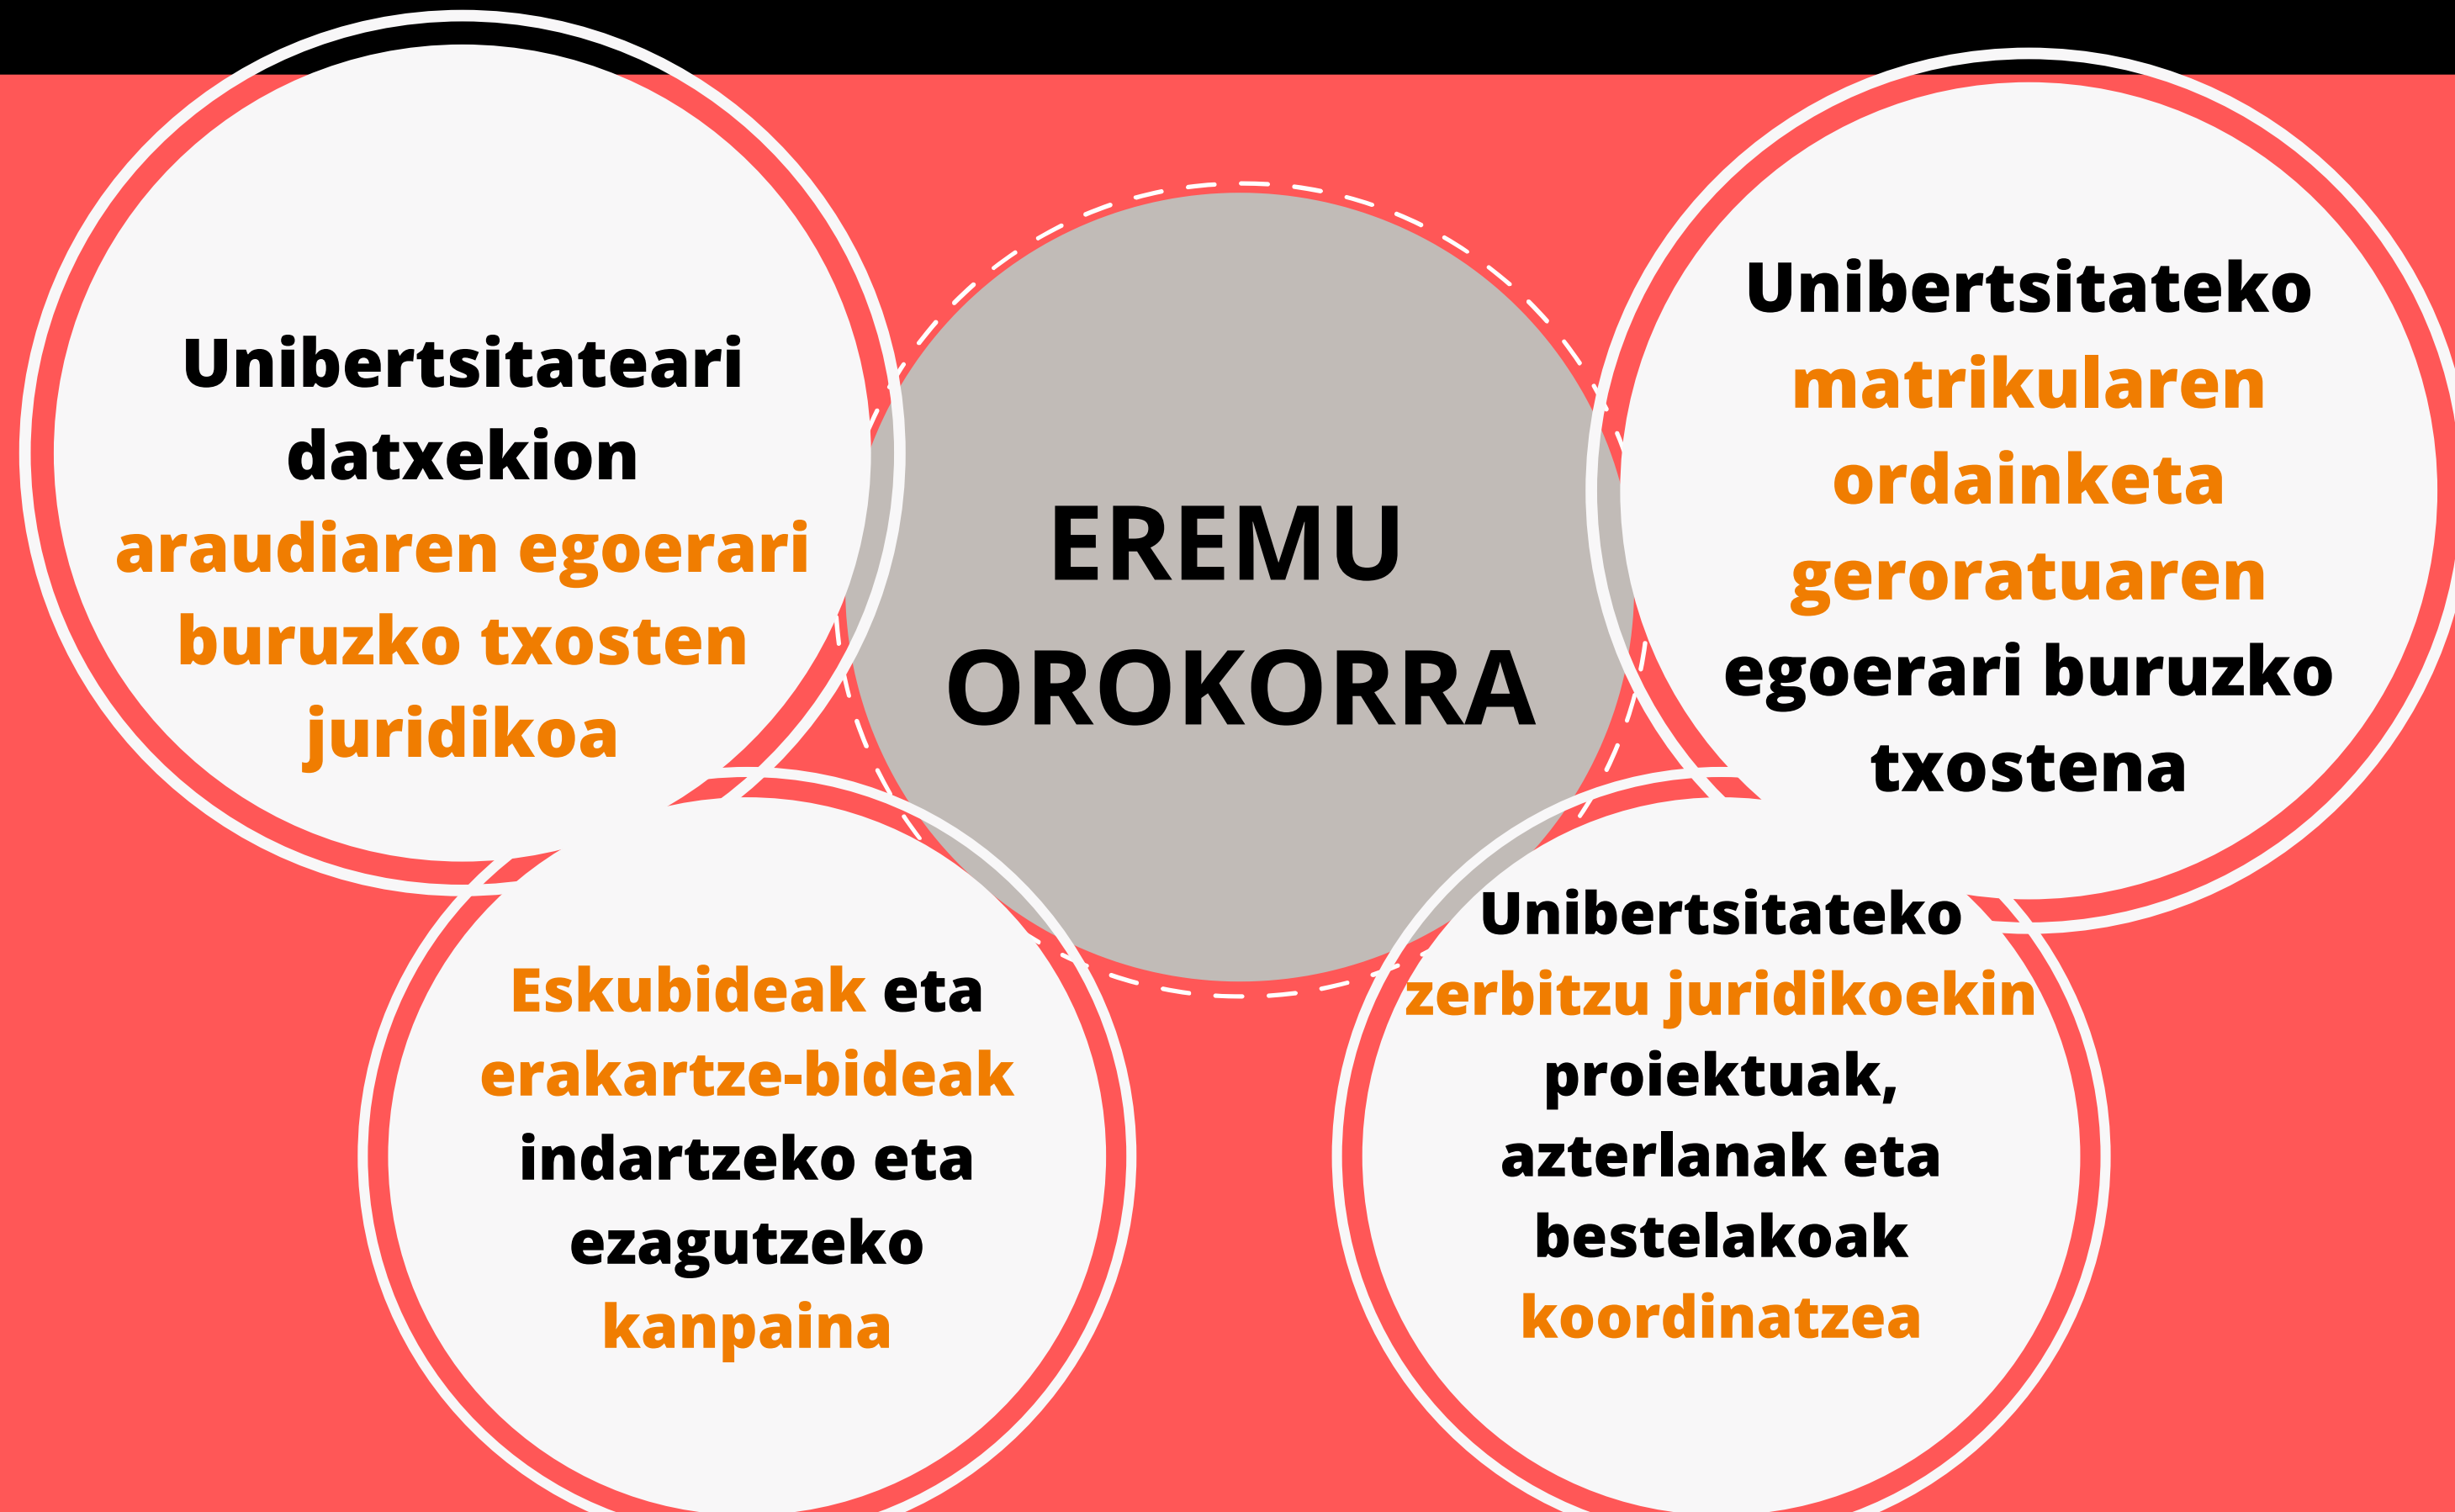 Unibertsitateari
datxekion
araudiaren egoerari
buruzko txosten
juridikoa
EREMU
OROKORRA
Unibertsitateko
matrikularen
ordainketa
geroratuaren
egoerari buruzko
txostena
Eskubideak eta
erakartze-bideak
indartzeko eta
ezagutzeko
kanpaina
Unibertsitateko
zerbitzu juridikoekin
proiektuak,
azterlanak eta
bestelakoak
koordinatzea